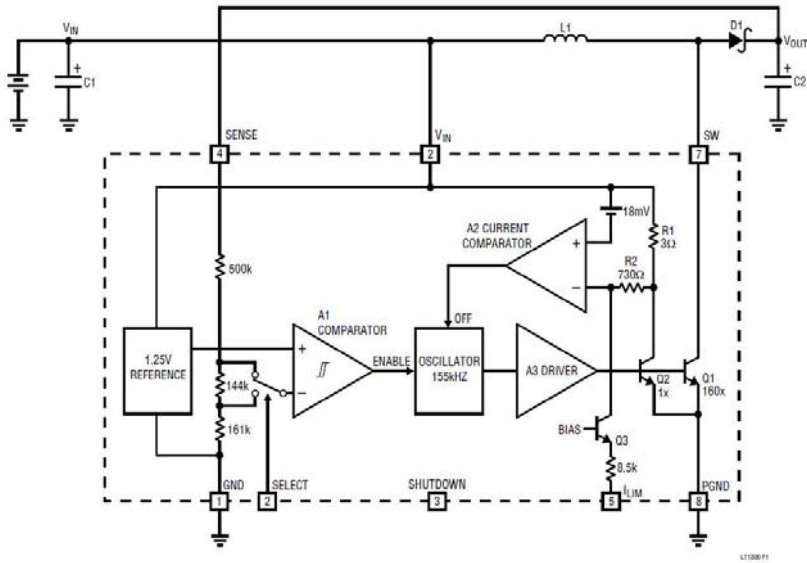 L1
D1
VIN
VOUT
+
C1
+
C2
SENSE
VIN
SW
4
2
7
18mV
A2 CURRENT
COMPARATOR
+
−
R1
3Ω
R2
730Ω
500k
A1
COMPARATOR
OFF
1.25V
REFERENCE
+
−
ENABLE
OSCILLATOR
155kHZ
A3 DRIVER
144k
Q2
1x
Q1
160x
161k
BIAS
Q3
8.5k
GND
SELECT
SHUTDOWN
ILIM
PGND
1
2
3
5
8
LT1300 F1